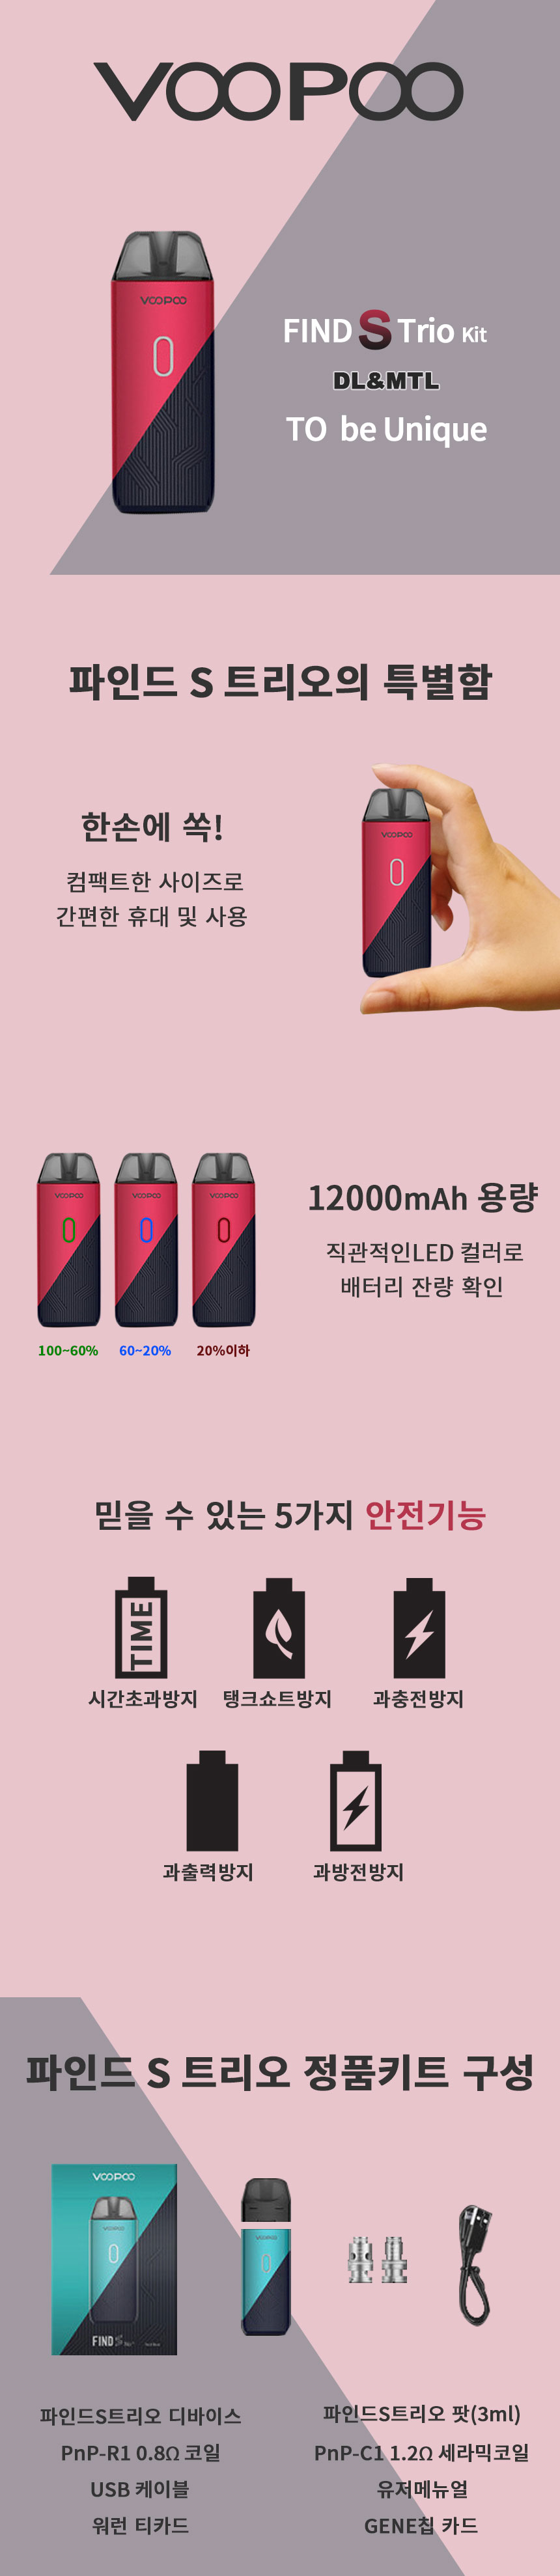 VOOPOO
VOOPOO
FIND S Trio Kit
DL&MTL
TO be Unique
파인드 S 트리오의 특별함
한손에 쏙!
컴팩트한 사이즈로
간편한 휴대 및 사용
VOOPOO
VOOPOO
VOOPOO
VOOPOO
12000mAh 용량
직관적인LED 컬러로
배터리 잔량 확인
100~60%
60~20%
20%이하
믿을 수 있는 5가지 안전기능
TIME
시간초과방지
탱크쇼트방지
과충전방지
과출력방지
과방전방지
파인드 S 트리오 정품키트 구성
VOOPOO
VOOPOO
FIND S
VOOPOO
파인드S트리오 디바이스
파인드S트리오 팟(3ml)
PnP-R1 0.8Ω 코일
PnP-C1 1.2Ω 세라믹코일
USB 케이블
유저메뉴얼
워런 티카드
GENE칩 카드